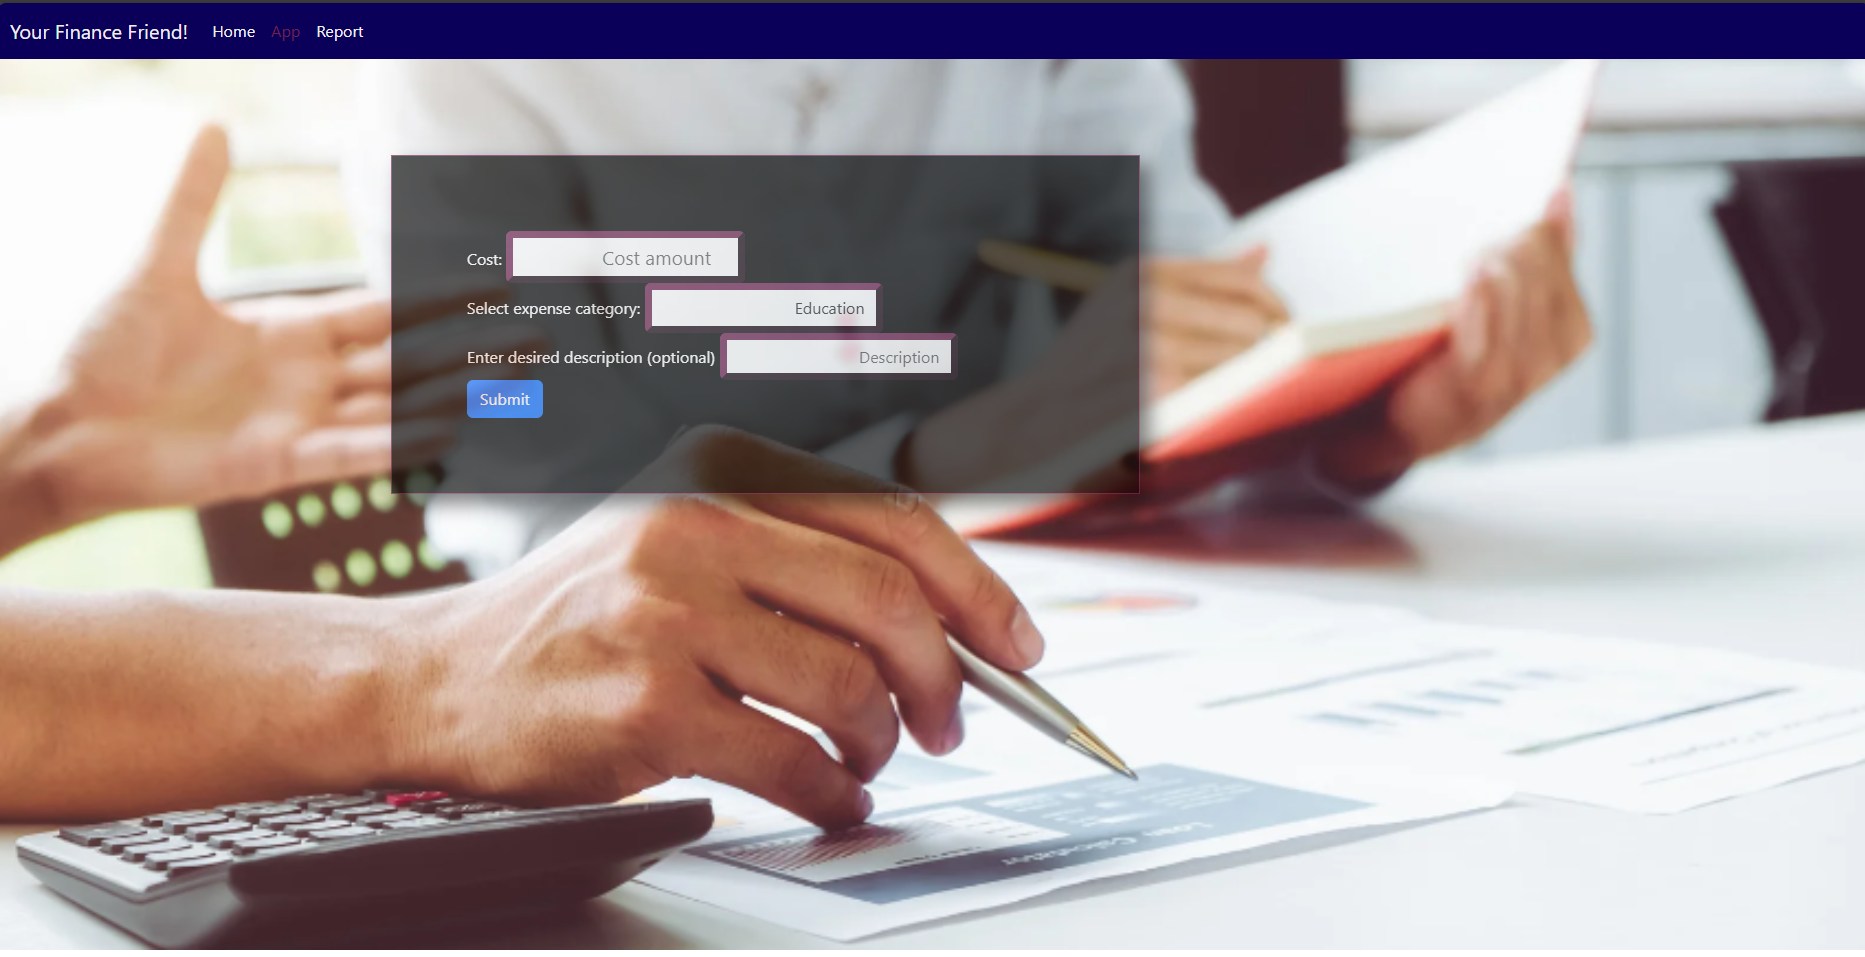 Your Finance Friend! Home App Report
Cost: Cost amount
Select expense category: Education
Enter desired description (optional) Description
Submit
Loan Calculator